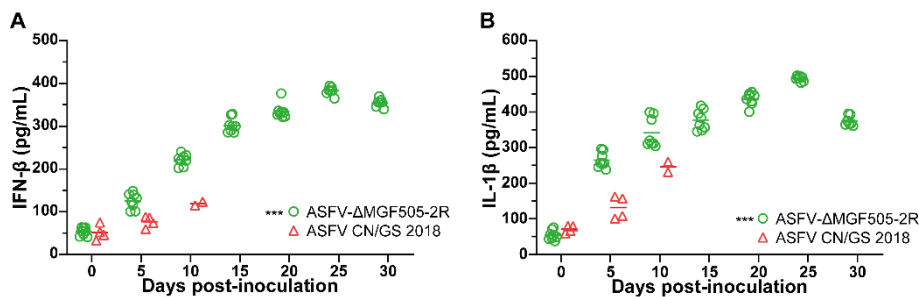 A
IFN-β (pg/mL)
500
400
300
200
100
0
0 5 10 15 20 25 30
Days post-inoculation
*** ASFV-ΔMGF505-2R
ASFV CN/GS 2018
B
IL-1β (pg/mL)
600
500
400
300
200
100
0
0 5 10 15 20 25 30
Days post-inoculation
*** ASFV-ΔMGF505-2R
ASFV CN/GS 2018